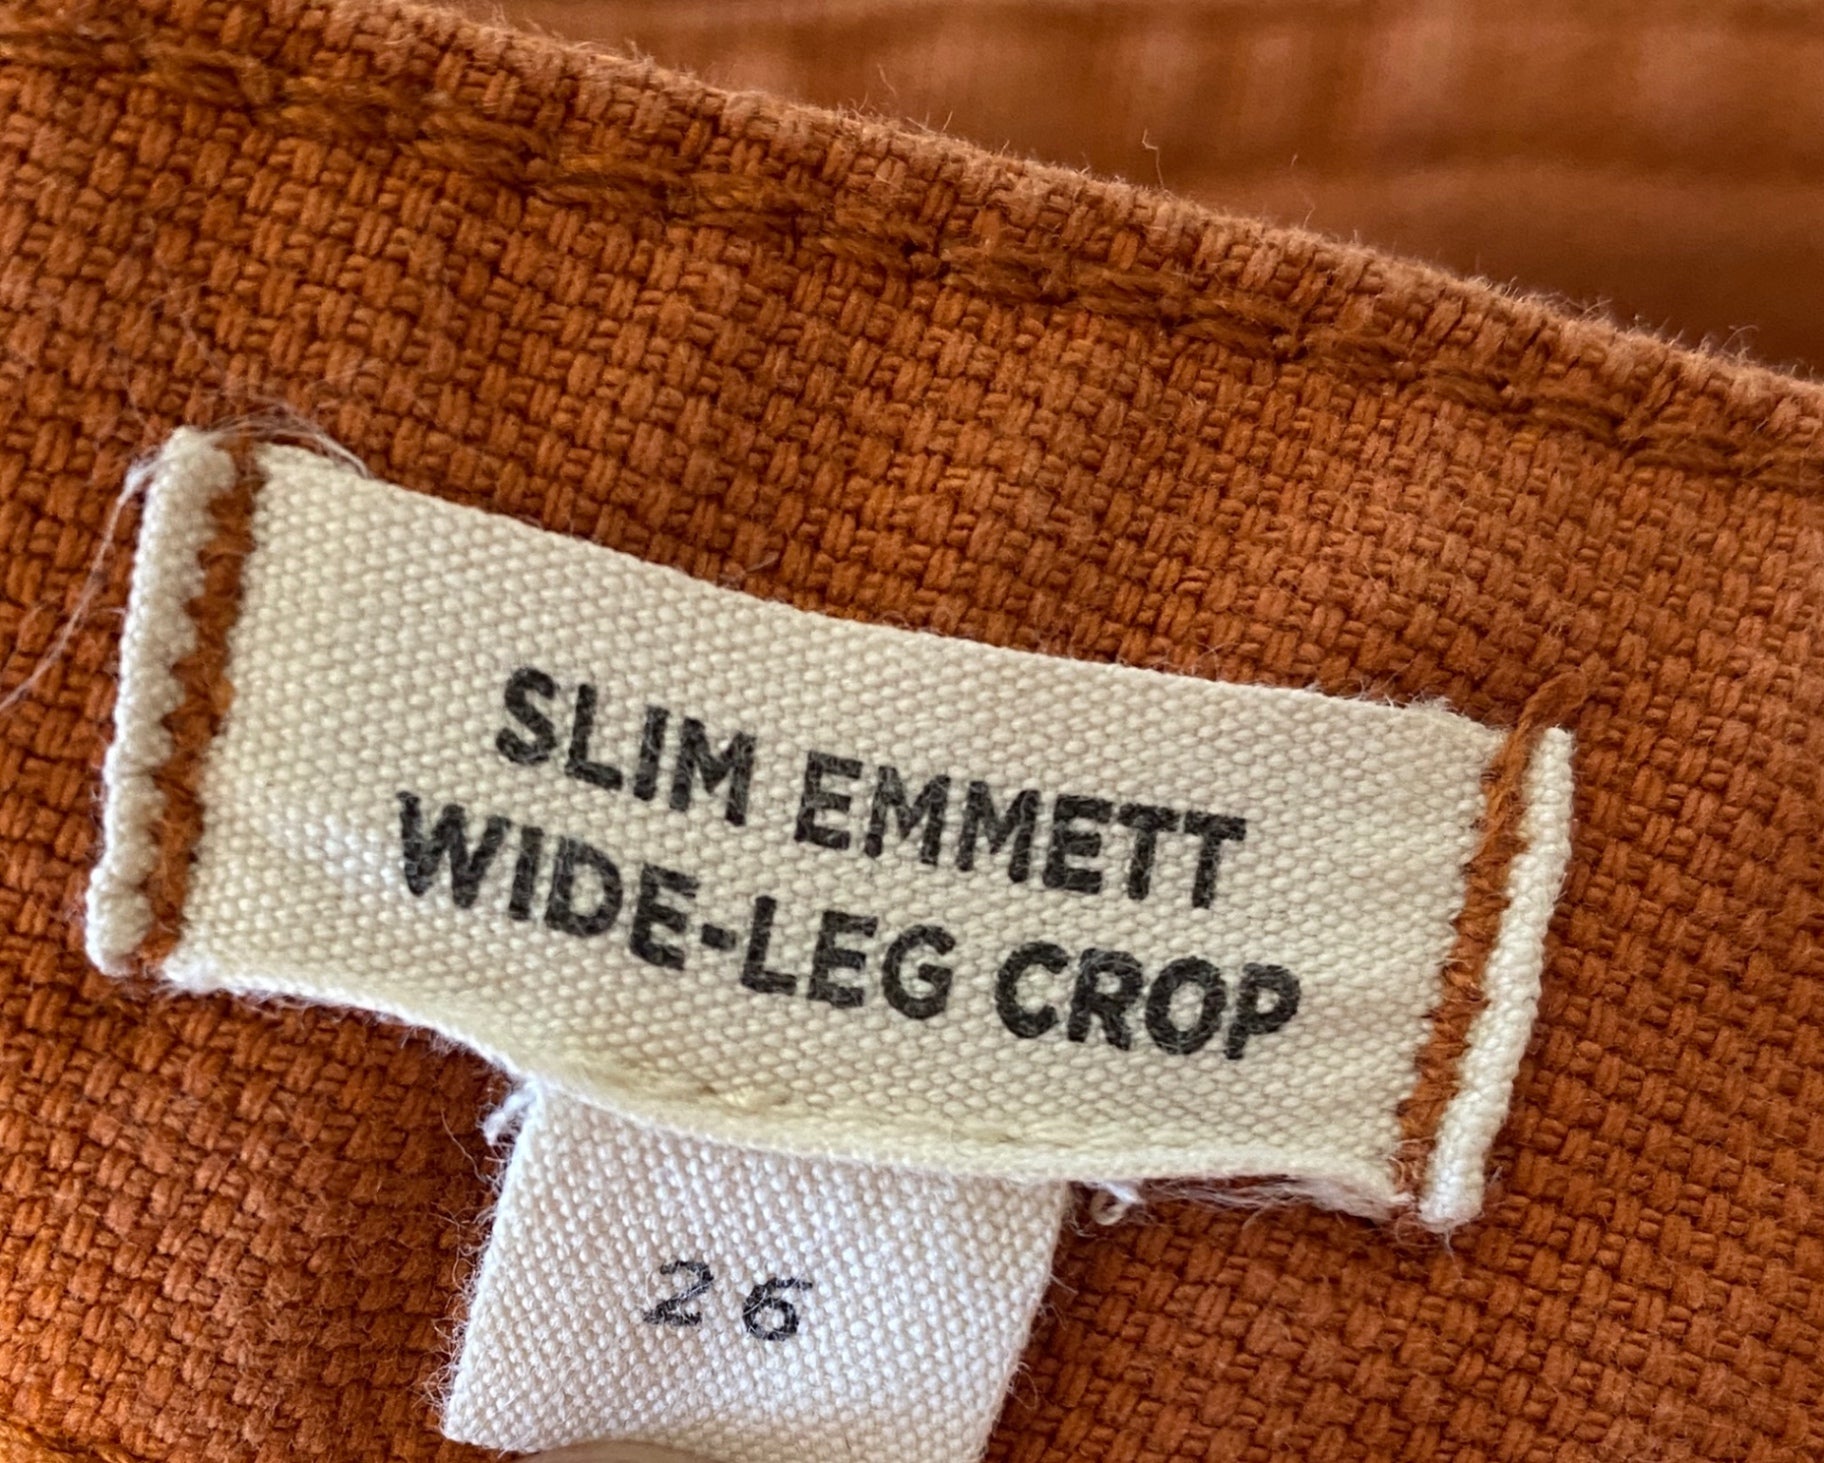 SLIM EMMETT
WIDE-LEG CROP
26